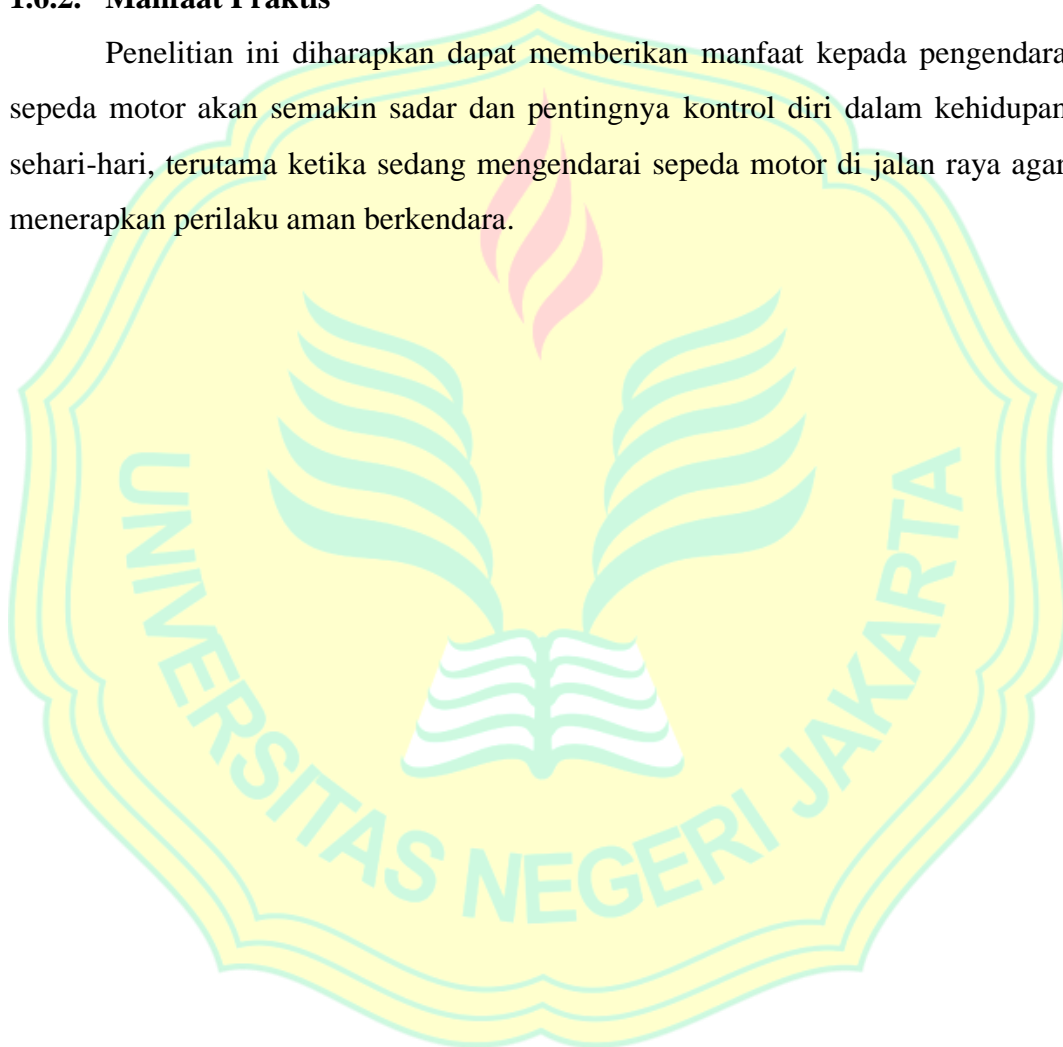 1.6.2. Manfaat Praktis
Penelitian ini diharapkan dapat memberikan manfaat kepada pengendara
sepeda motor akan semakin sadar dan pentingnya kontrol diri dalam kehidupan
sehari-hari, terutama ketika sedang mengendarai sepeda motor di jalan raya agar
menerapkan perilaku aman berkendara.
UNIVERSITAS NEGERI JAKARTA